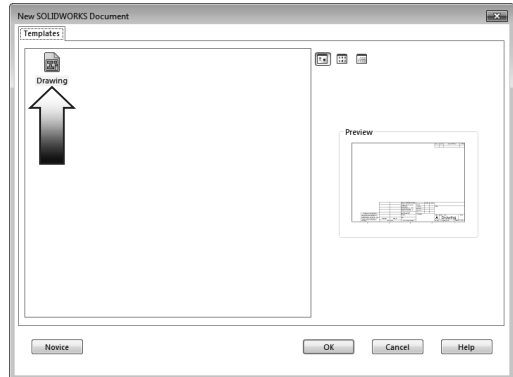 New SOLIDWORKS Document
Templates
Drawing
Preview
A Drawing
Novice
OK
Cancel
Help